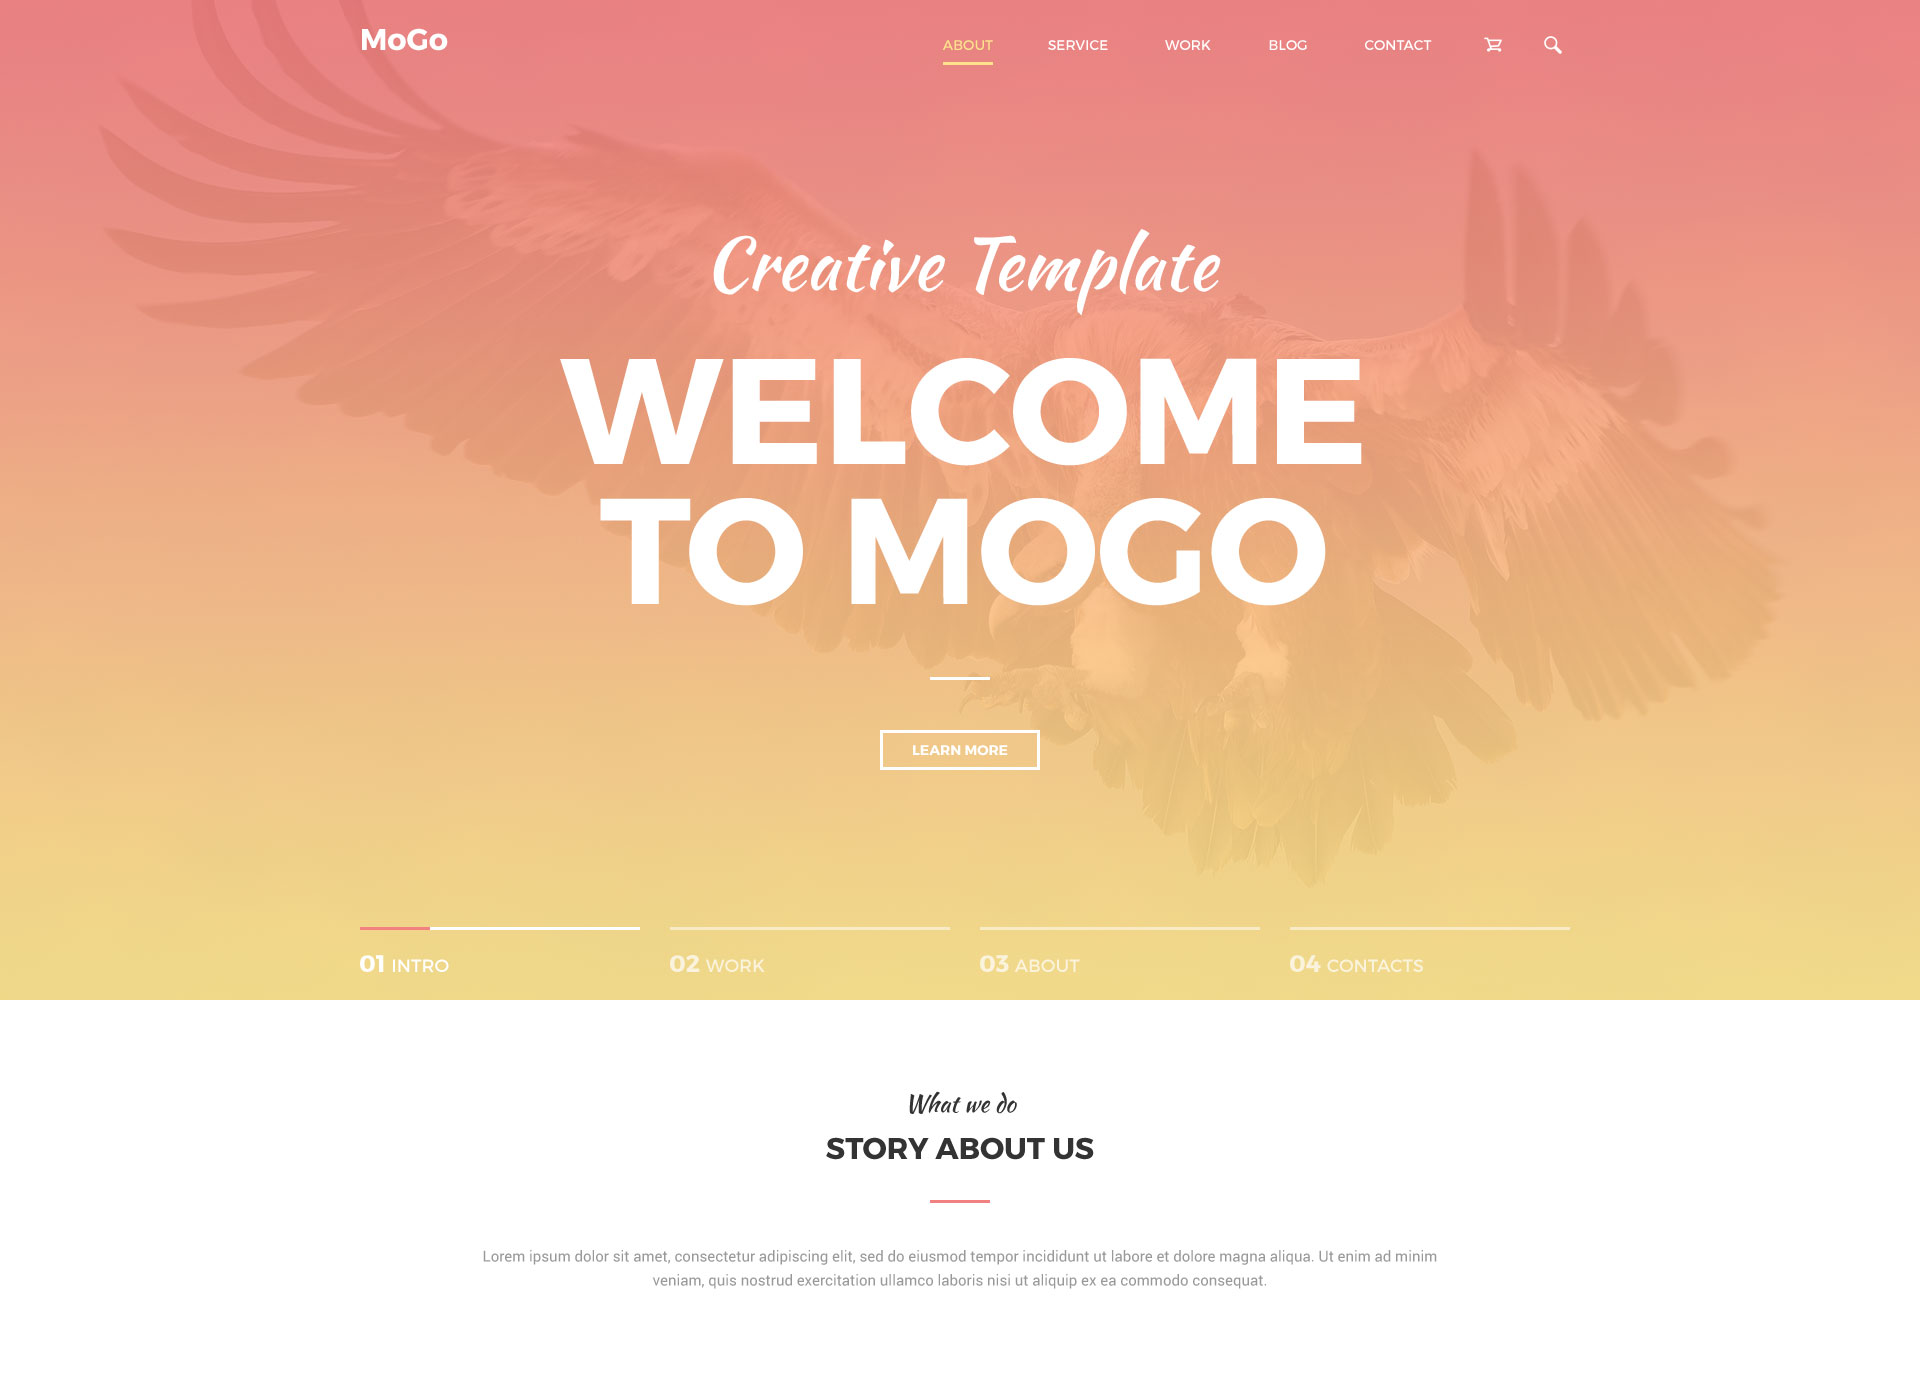 MoGo
ABOUT SERVICE WORK BLOG CONTACT
Creative Template
WELCOME
TO MOGO
LEARN MORE
01 INTRO 02 WORK 03 ABOUT 04 CONTACTS
What we do
STORY ABOUT US
Lorem ipsum dolor sit amet, consectetur adipiscing elit, sed do eiusmod tempor incididunt ut labore et dolore magna aliqua. Ut enim ad minim
veniam, quis nostrud exercitation ullamco laboris nisi ut aliquip ex ea commodo consequat.